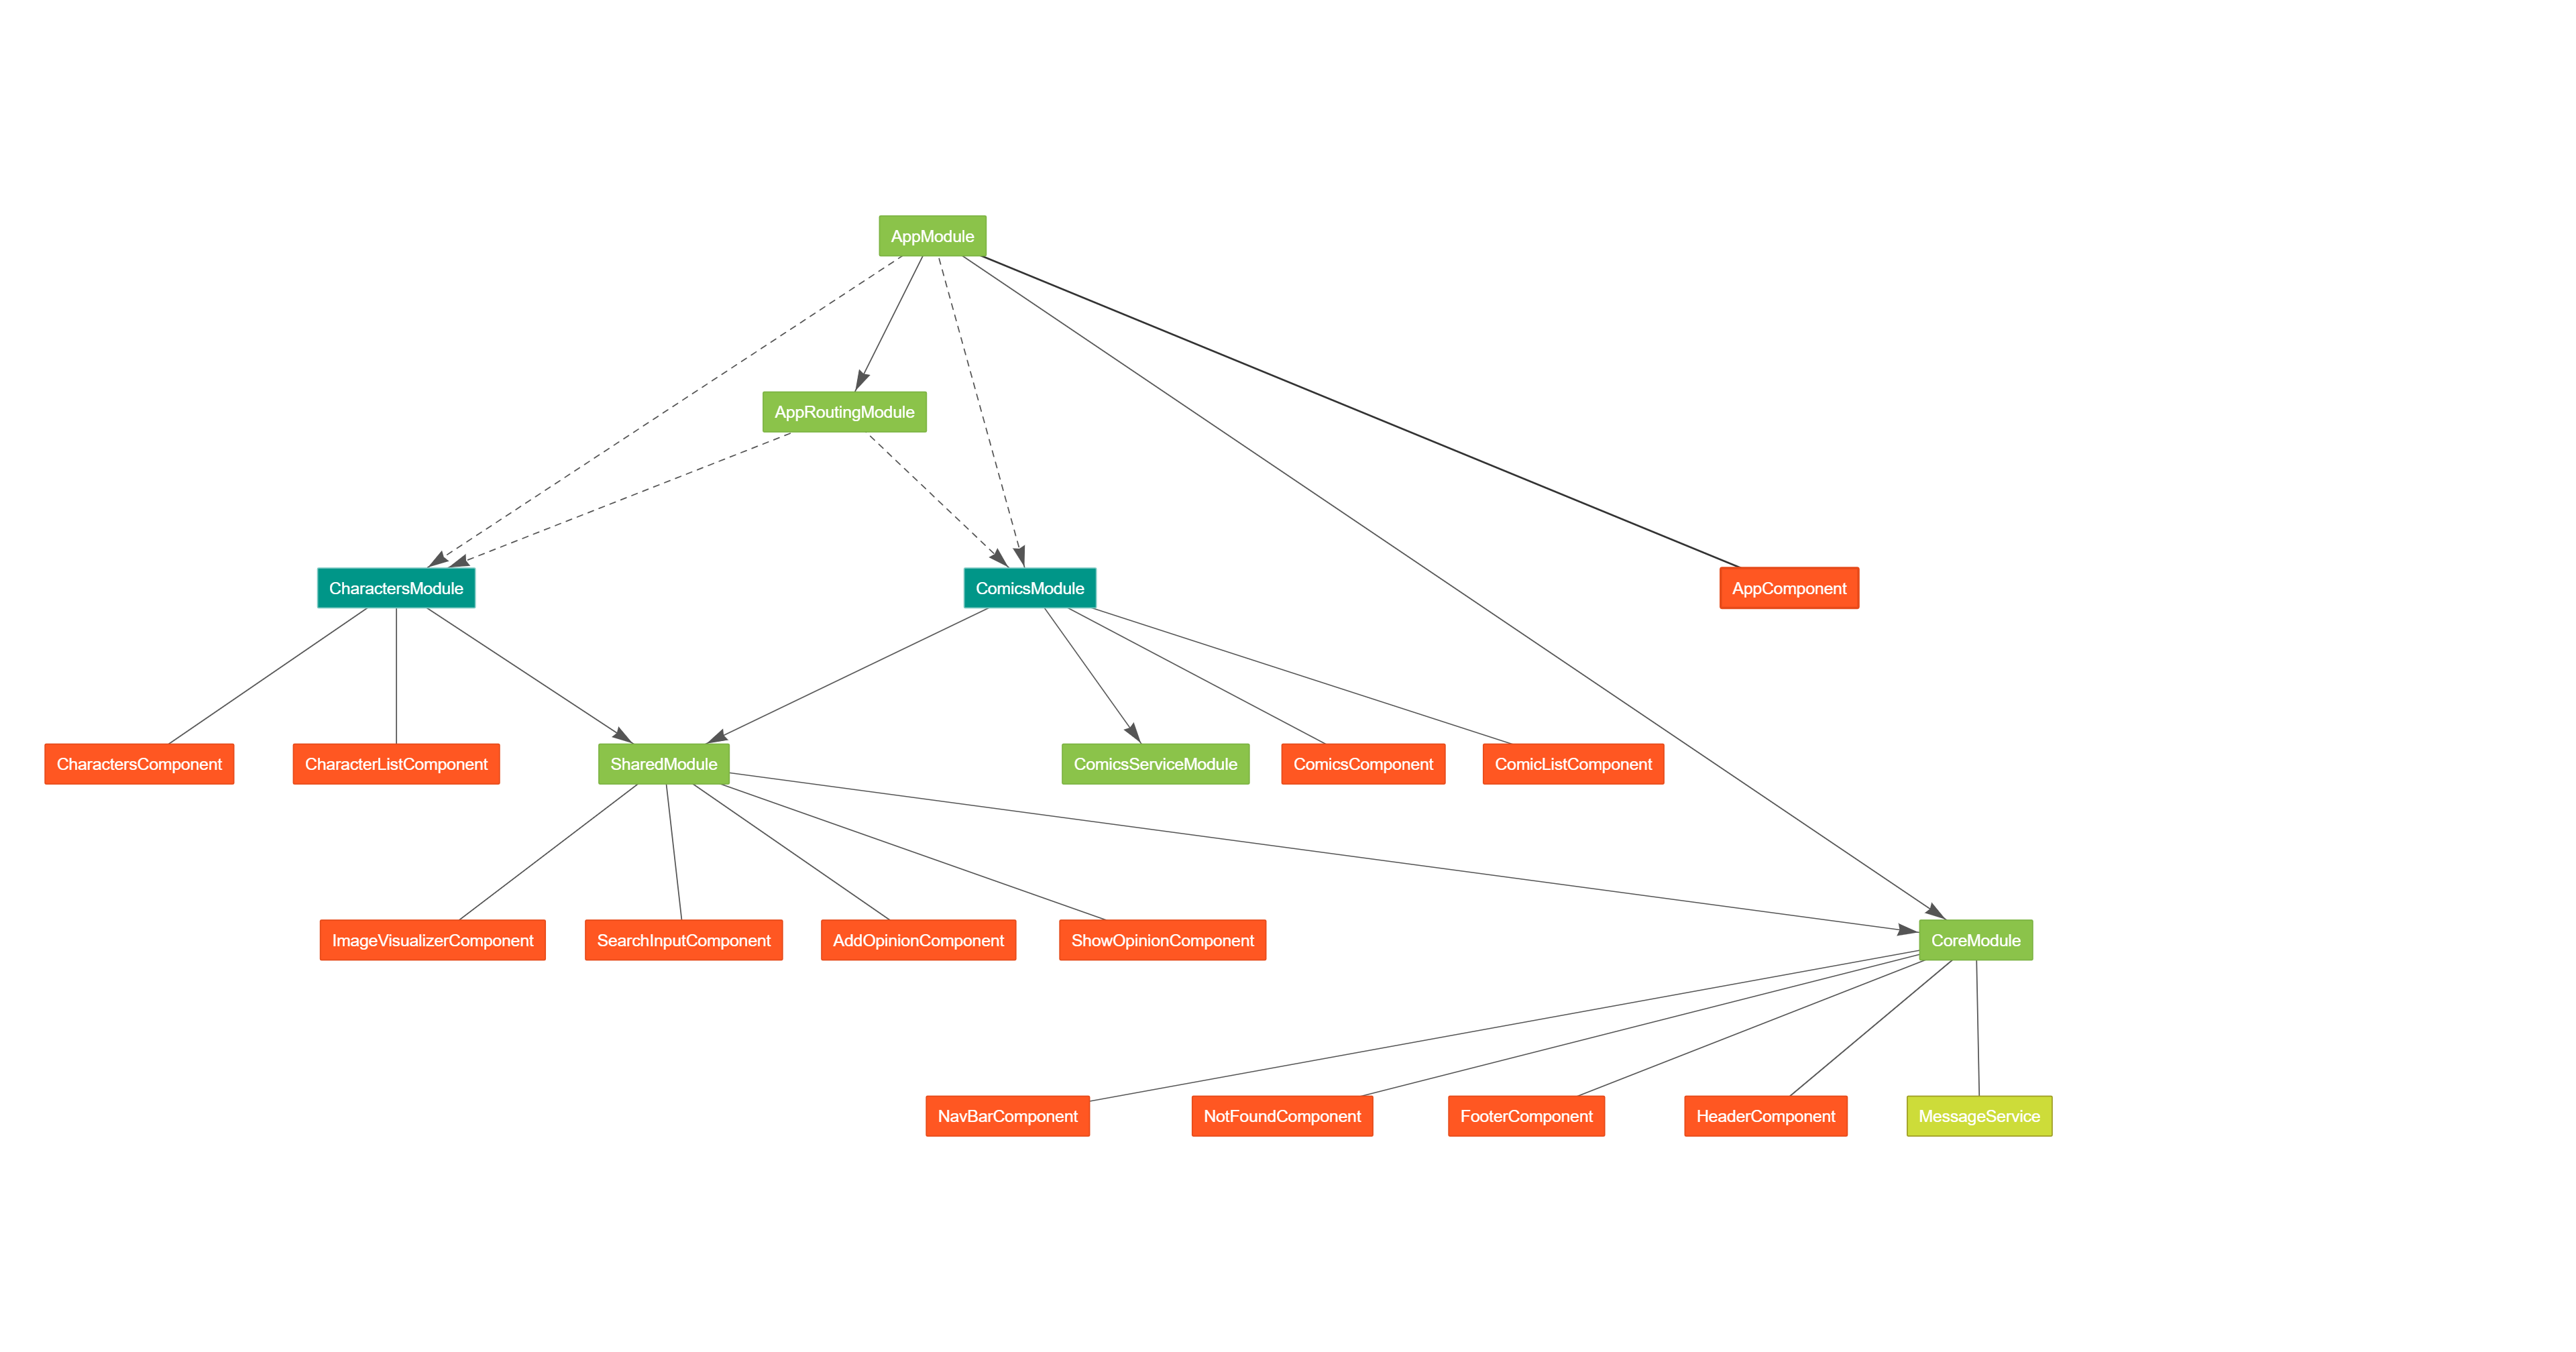 AppModule
AppRoutingModule
CharactersModule
ComicsModule
AppComponent
CharactersComponent
CharacterListComponent
SharedModule
ComicsServiceModule
ComicsComponent
ComicListComponent
ImageVisualizerComponent
SearchInputComponent
AddOpinionComponent
ShowOpinionComponent
CoreModule
NavBarComponent
NotFoundComponent
FooterComponent
HeaderComponent
MessageService